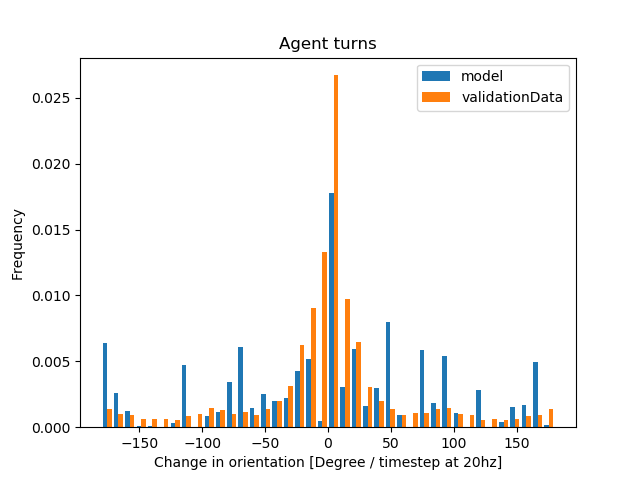 Agent turns
model
validationData
0.025
0.020
0.015
0.010
0.005
0.000
Frequency
−150
−100
−50
0
50
100
150
Change in orientation [Degree / timestep at 20hz]